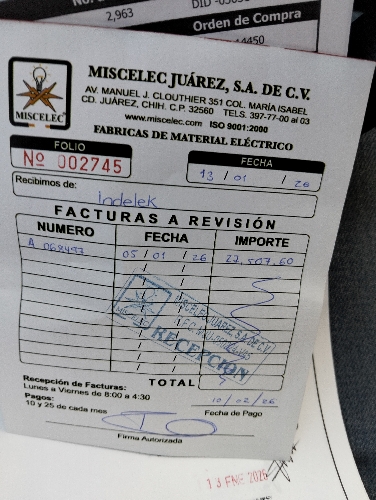 2,963
Orden de Compra
MISCELEC JUÁREZ, S.A. DE C.V.
AV. MANUEL J. CLOUTHIER 351 COL. MARÍA ISABEL
CD. JUÁREZ, CHIH. C.P. 32560 TELS. 397-77-00 al 03
www.miscelec.com ISO 9001:2000
MISCELEC
FABRICAS DE MATERIAL ELÉCTRICO
FOLIO
Nº 002745
FECHA
13 / 01 / 26
Recibimos de:
indelek
FACTURAS A REVISIÓN
NUMERO FECHA IMPORTE
A 068497 05 / 01 / 26 27,507.60
MISCELEC JUAREZ S.A. DE C.V.
RECEPCIÓN
TOTAL
Recepción de Facturas:
Lunes a Viernes de 8:00 a 4:30
Pagos:
10 y 25 de cada mes
10 / 02 / 26
Fecha de Pago
Firma Autorizada
13 ENE 2026